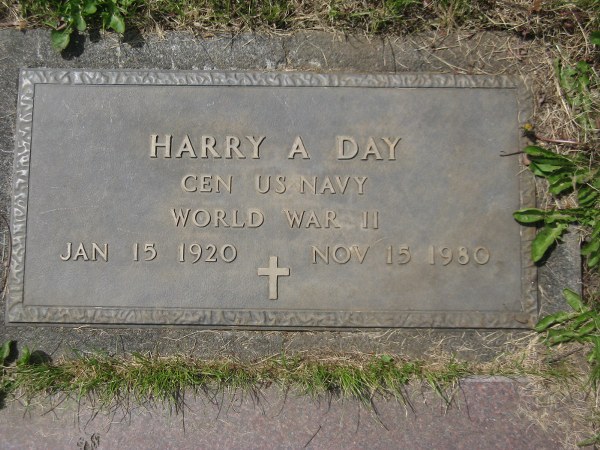 HARRY A DAY
CEN US NAVY
WORLD WAR II
JAN 15 1920 NOV 15 1980